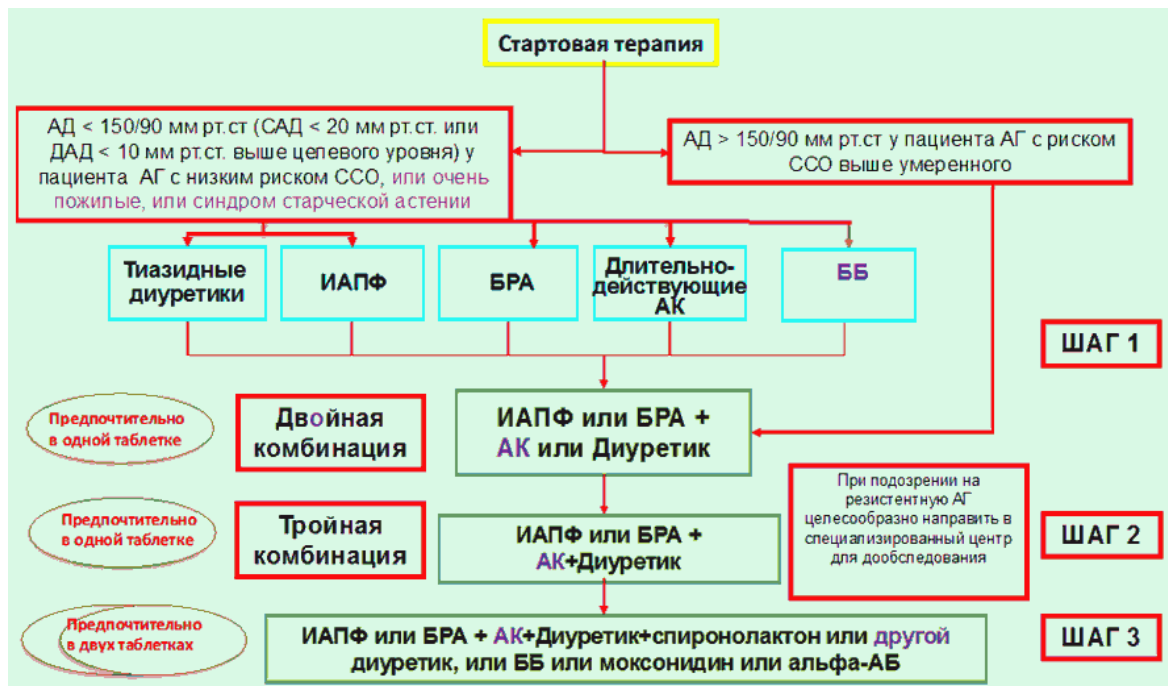 Стартовая терапия
АД < 150/90 мм рт.ст (САД < 20 мм рт.ст. или
ДАД < 10 мм рт.ст. выше целевого уровня) у
пациента АГ с низким риском ССО, или очень
пожилые, или синдром старческой астении
АД > 150/90 мм рт.ст у пациента АГ с риском
ССО выше умеренного
Тиазидные
диуретики
ИАПФ
БРА
Длительно-
действующие
АК
ББ
ШАГ 1
Предпочтительно
в одной таблетке
Двойная
комбинация
ИАПФ или БРА +
АК или Диуретик
Предпочтительно
в одной таблетке
Тройная
комбинация
ИАПФ или БРА +
АК+Диуретик
При подозрении на
резистентную АГ
целесообразно направить в
специализированный центр
для дообследования
ШАГ 2
Предпочтительно
в двух таблетках
ИАПФ или БРА + АК+Диуретик+спиронолактон или другой
диуретик, или ББ или моксонидин или альфа-АБ
ШАГ 3